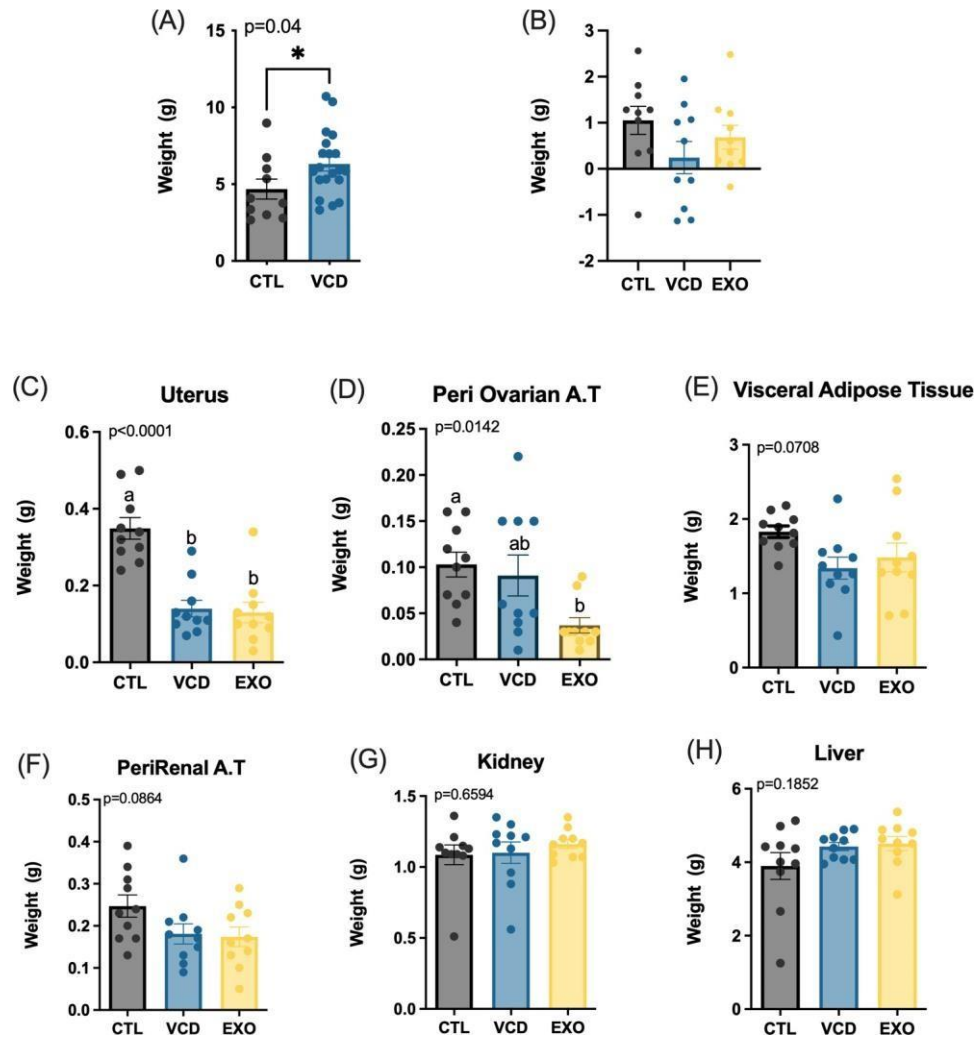 (A)
p=0.04
*
Weight (g)
15
10
5
0
CTL VCD
(B)
Weight (g)
3
2
1
0
-1
-2
CTL VCD EXO
(C)
Uterus
p<0.0001
Weight (g)
0.6
0.4
0.2
0.0
a
b
b
CTL VCD EXO
(D)
Peri Ovarian A.T
p=0.0142
Weight (g)
0.25
0.20
0.15
0.10
0.05
0.00
a
ab
b
CTL VCD EXO
(E)
Visceral Adipose Tissue
p=0.0708
Weight (g)
3
2
1
0
CTL VCD EXO
(F)
PeriRenal A.T
p=0.0864
Weight (g)
0.5
0.4
0.3
0.2
0.1
0.0
CTL VCD EXO
(G)
Kidney
p=0.6594
Weight (g)
1.5
1.0
0.5
0.0
CTL VCD EXO
(H)
Liver
p=0.1852
Weight (g)
6
4
2
0
CTL VCD EXO